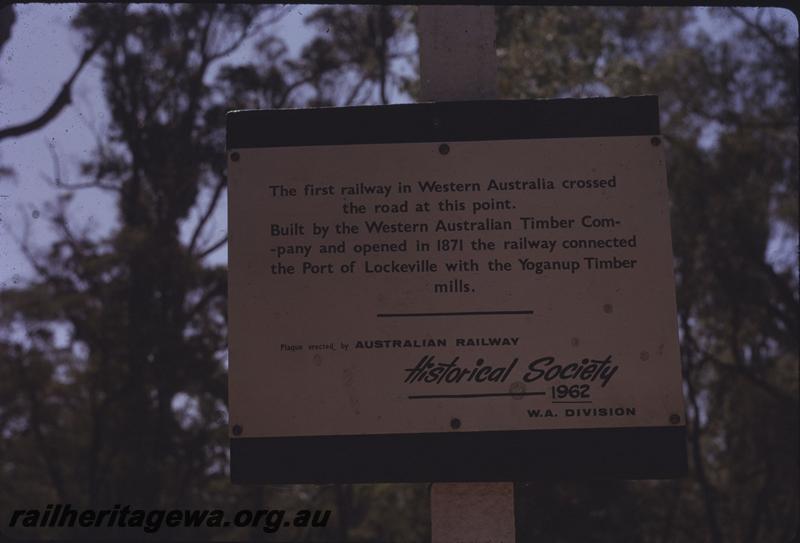 The first railway in Western Australia crossed
the road at this point.
Built by the Western Australian Timber Com-
-pany and opened in 1871 the railway connected
the Port of Lockeville with the Yoganup Timber
mills.
Plaque erected by AUSTRALIAN RAILWAY
Historical Society
1962
W.A. DIVISION
railheritagewa.org.au